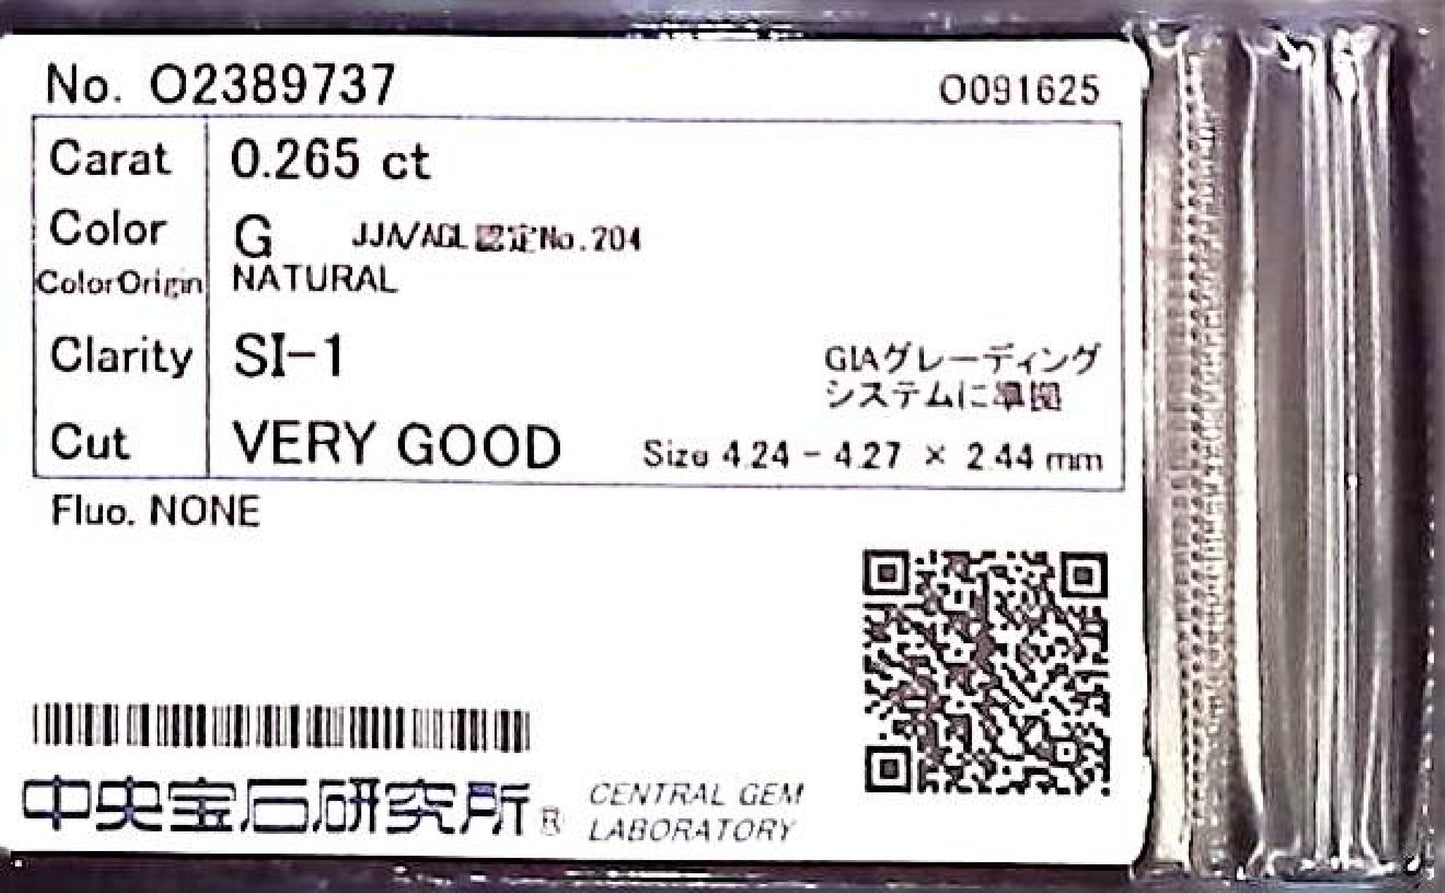 No. O2389737 O091625
Carat 0.265 ct
Color G JJA/AGL認定No.204
ColorOrigin NATURAL
Clarity SI-1 GIAグレーディング
システムに準拠
Cut VERY GOOD Size 4.24 - 4.27 × 2.44 mm
Fluo. NONE
中央宝石研究所® CENTRAL GEM
LABORATORY